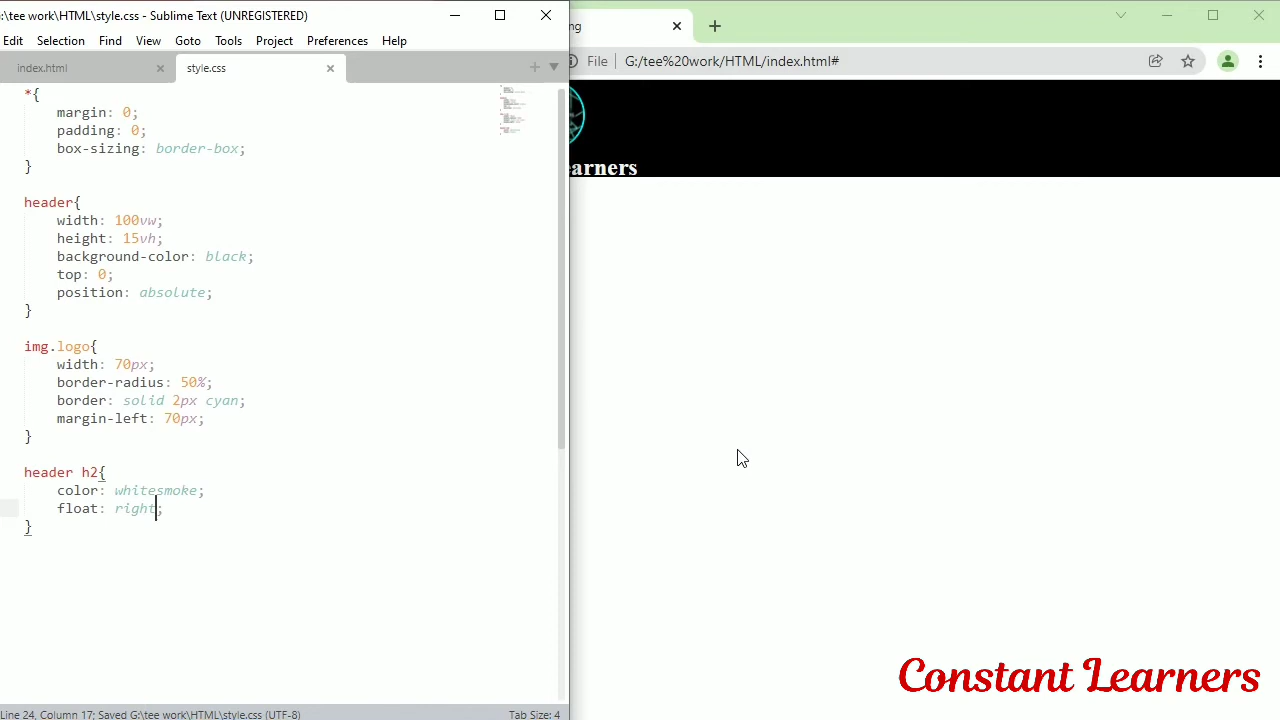 :\tee work\HTML\style.css - Sublime Text (UNREGISTERED)
Edit Selection Find View Goto Tools Project Preferences Help
index.html
style.css
*{
margin: 0;
padding: 0;
box-sizing: border-box;
}
header{
width: 100vw;
height: 15vh;
background-color: black;
top: 0;
position: absolute;
}
img.logo{
width: 70px;
border-radius: 50%;
border: solid 2px cyan;
margin-left: 70px;
}
header h2{
color: whitesmoke;
float: right;
}
Line 24, Column 17; Saved G:\tee work\HTML\style.css (UTF-8)
Tab Size: 4
ng
File G:/tee%20work/HTML/index.html#
earners
Constant Learners